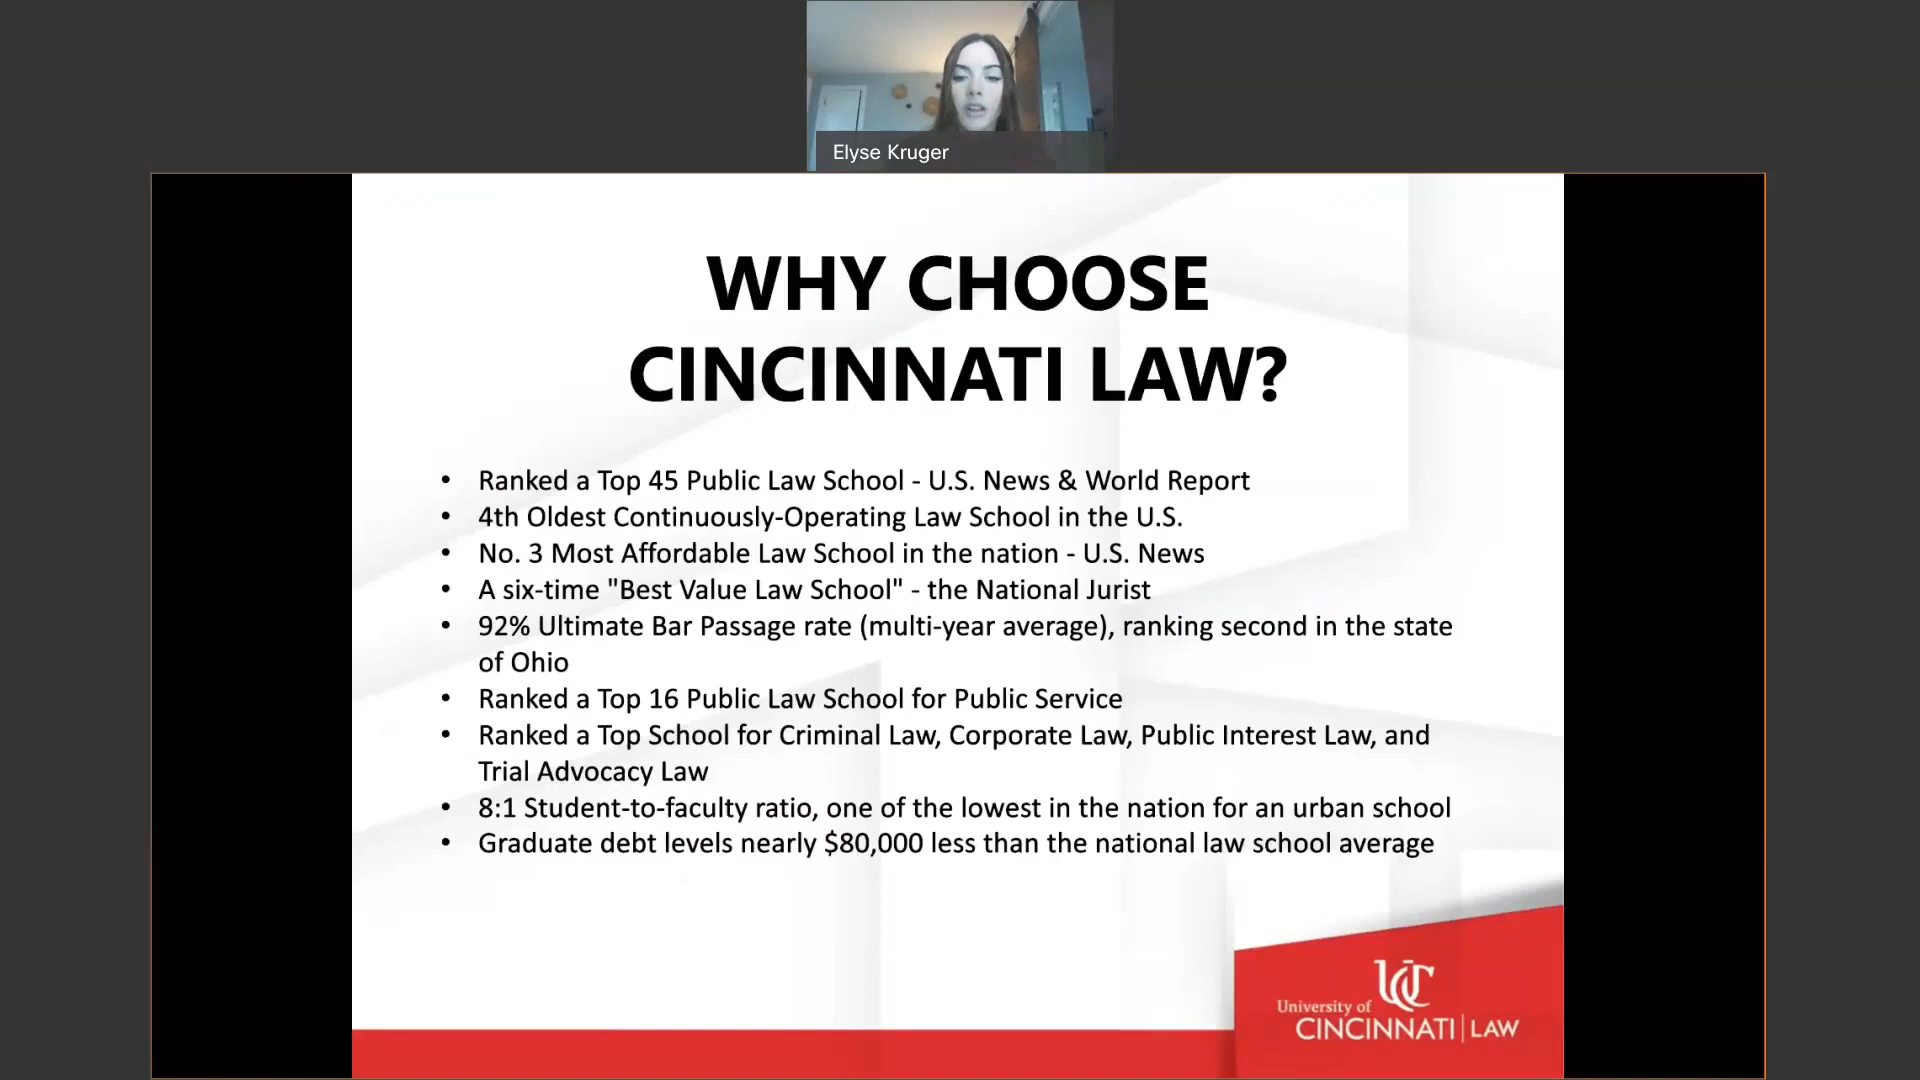 Elyse Kruger
WHY CHOOSE
CINCINNATI LAW?
• Ranked a Top 45 Public Law School - U.S. News & World Report
• 4th Oldest Continuously-Operating Law School in the U.S.
• No. 3 Most Affordable Law School in the nation - U.S. News
• A six-time "Best Value Law School" - the National Jurist
• 92% Ultimate Bar Passage rate (multi-year average), ranking second in the state
of Ohio
• Ranked a Top 16 Public Law School for Public Service
• Ranked a Top School for Criminal Law, Corporate Law, Public Interest Law, and
Trial Advocacy Law
• 8:1 Student-to-faculty ratio, one of the lowest in the nation for an urban school
• Graduate debt levels nearly $80,000 less than the national law school average
UC
University of
CINCINNATI | LAW